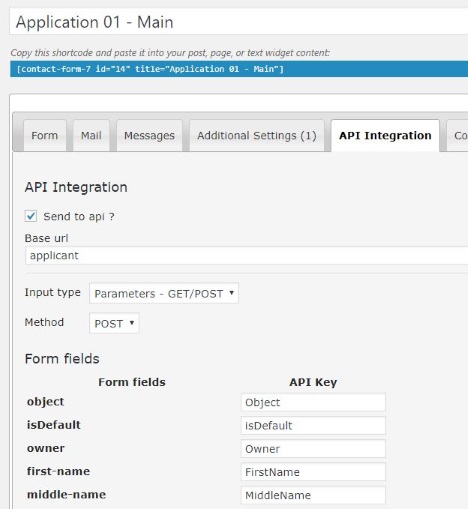 Application 01 - Main
Copy this shortcode and paste it into your post, page, or text widget content:
[contact-form-7 id="14" title="Application 01 - Main"]
Form Mail Messages Additional Settings (1) API Integration Co
API Integration
Send to api ?
Base url
applicant
Input type Parameters - GET/POST
Method POST
Form fields
Form fields API Key
object Object
isDefault isDefault
owner Owner
first-name FirstName
middle-name MiddleName